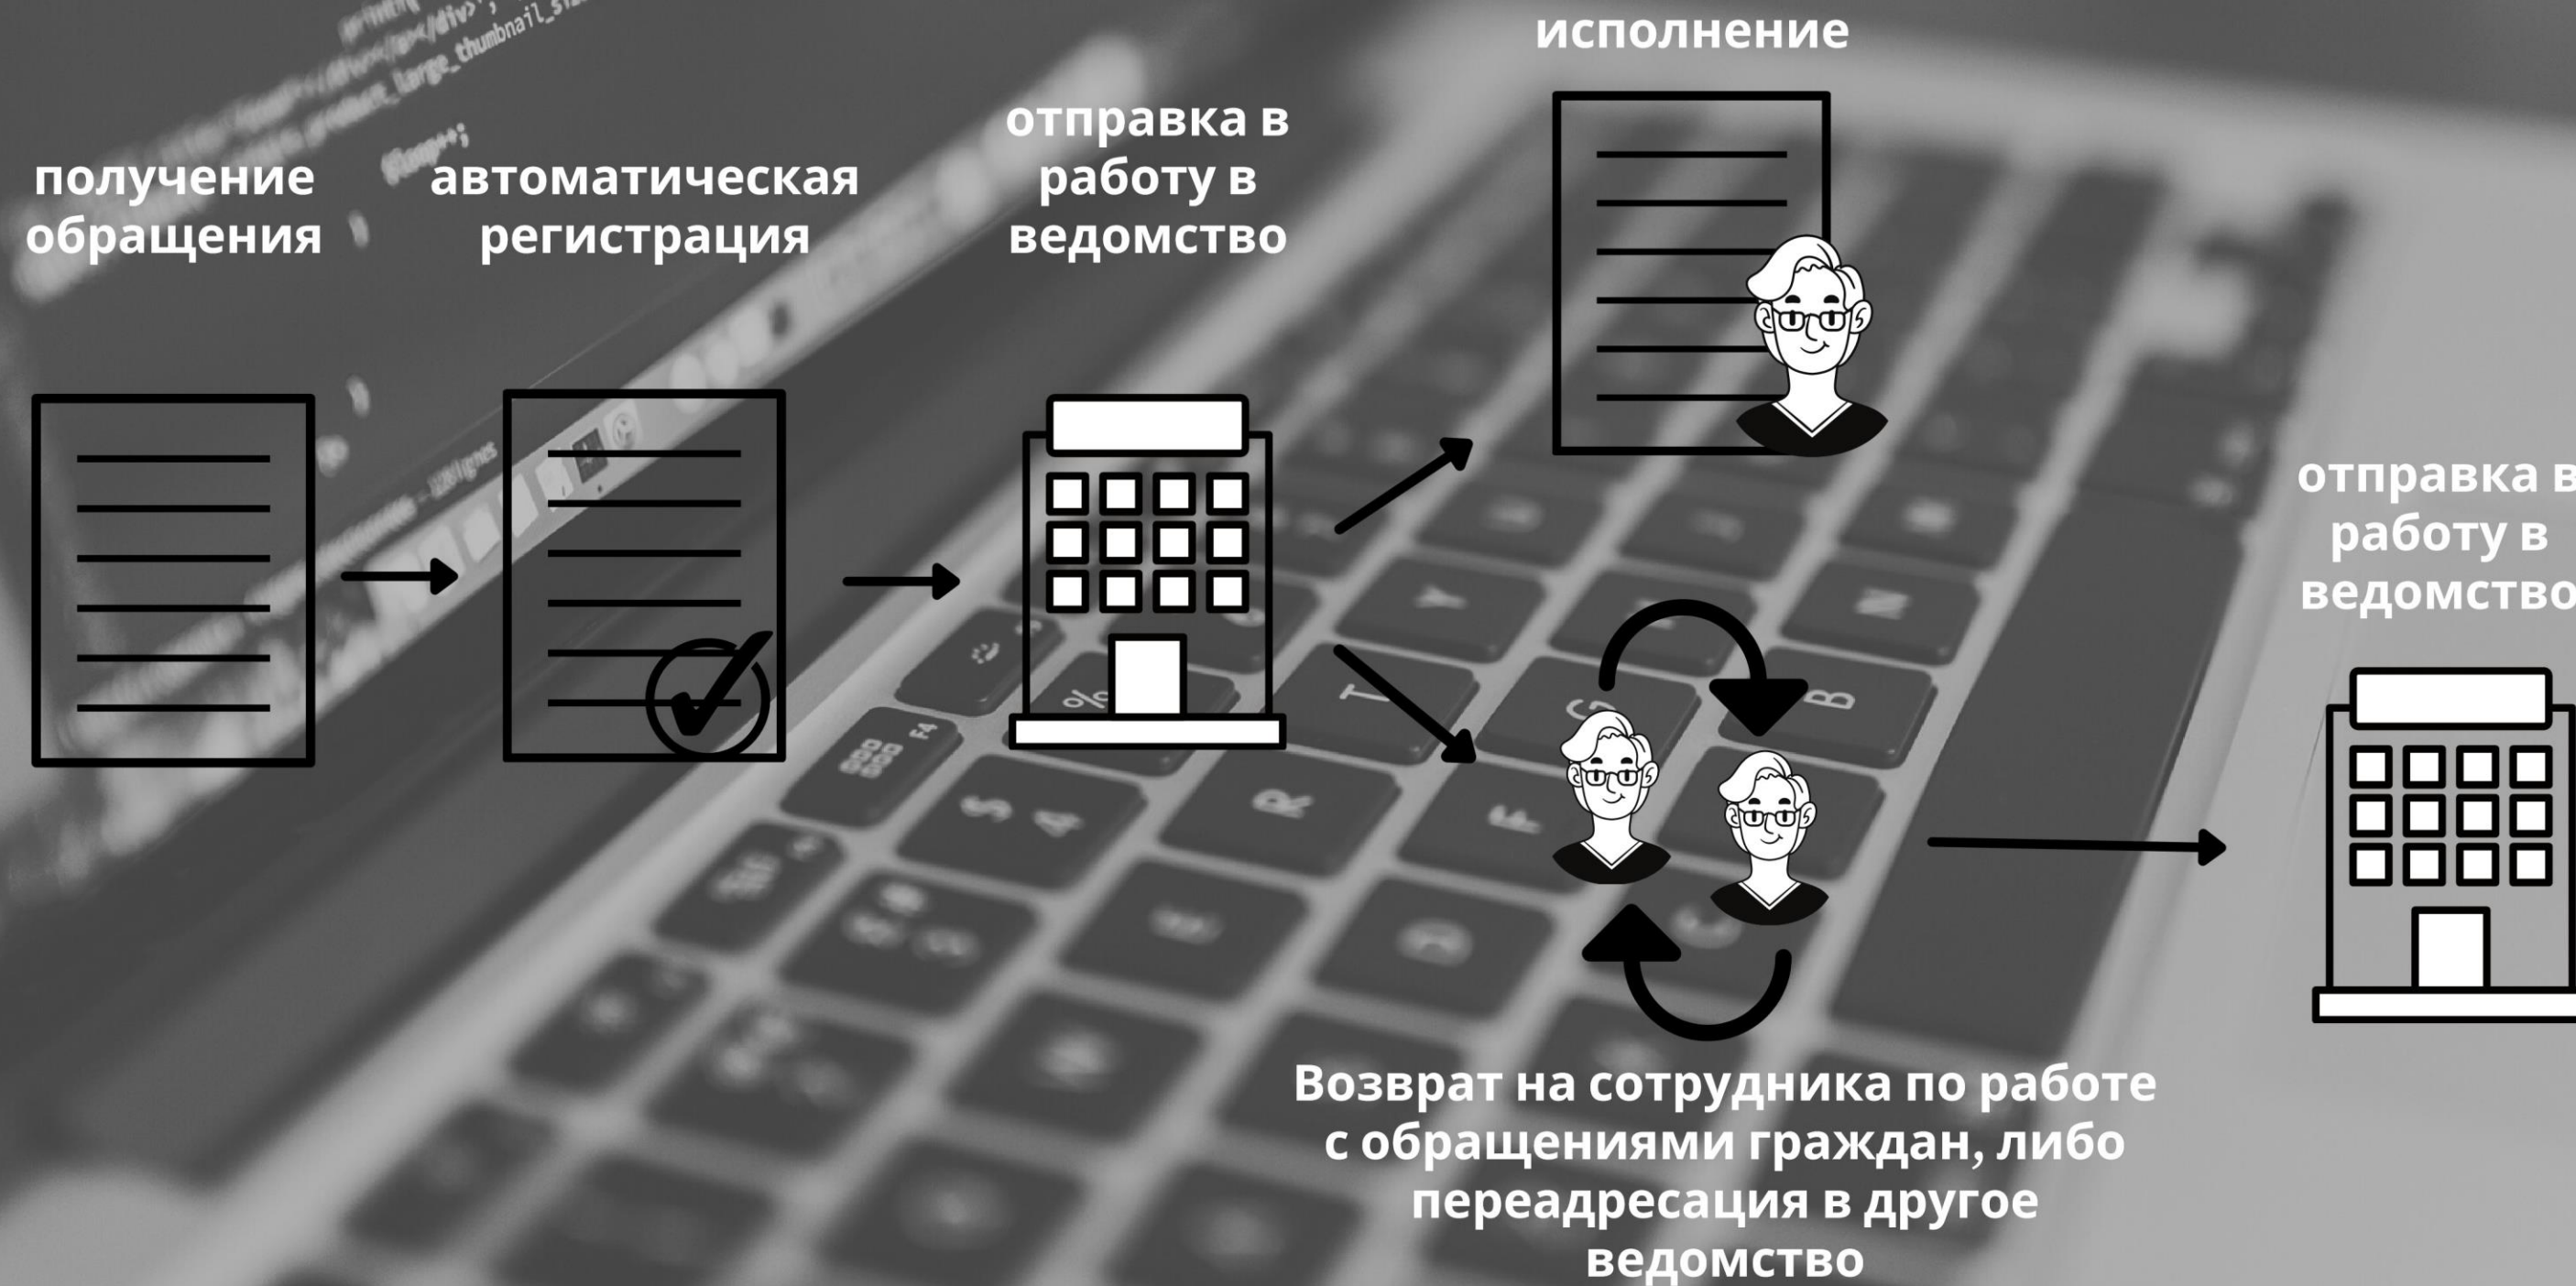 получение
обращения
автоматическая
регистрация
отправка в
работу в
ведомство
исполнение
Возврат на сотрудника по работе
с обращениями граждан, либо
переадресация в другое
ведомство
отправка в
работу в
ведомство
product_large_thumbnail_